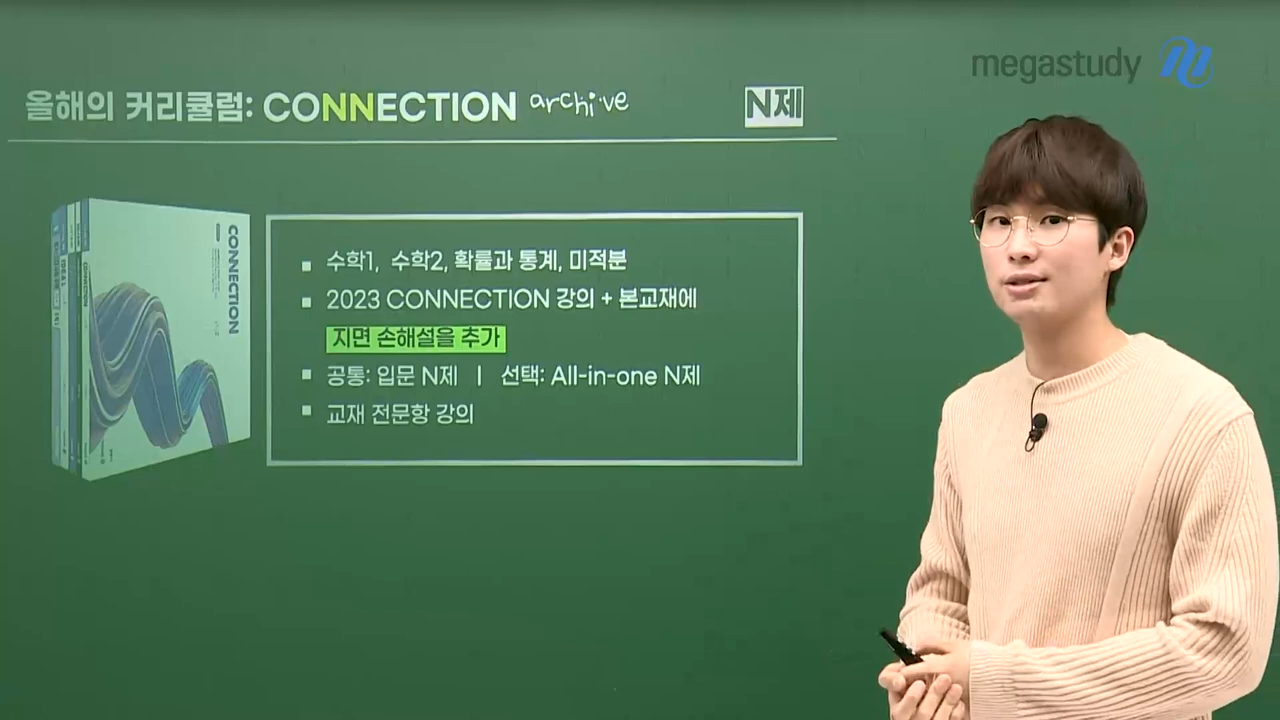 megastudy
올해의 커리큘럼: CONNECTION archive
N제
CONNECTION
수학1, 수학2, 확률과 통계, 미적분
2023 CONNECTION 강의 + 본교재에
지면 손해설을 추가
공통: 입문 N제 | 선택: All-in-one N제
교재 전문항 강의